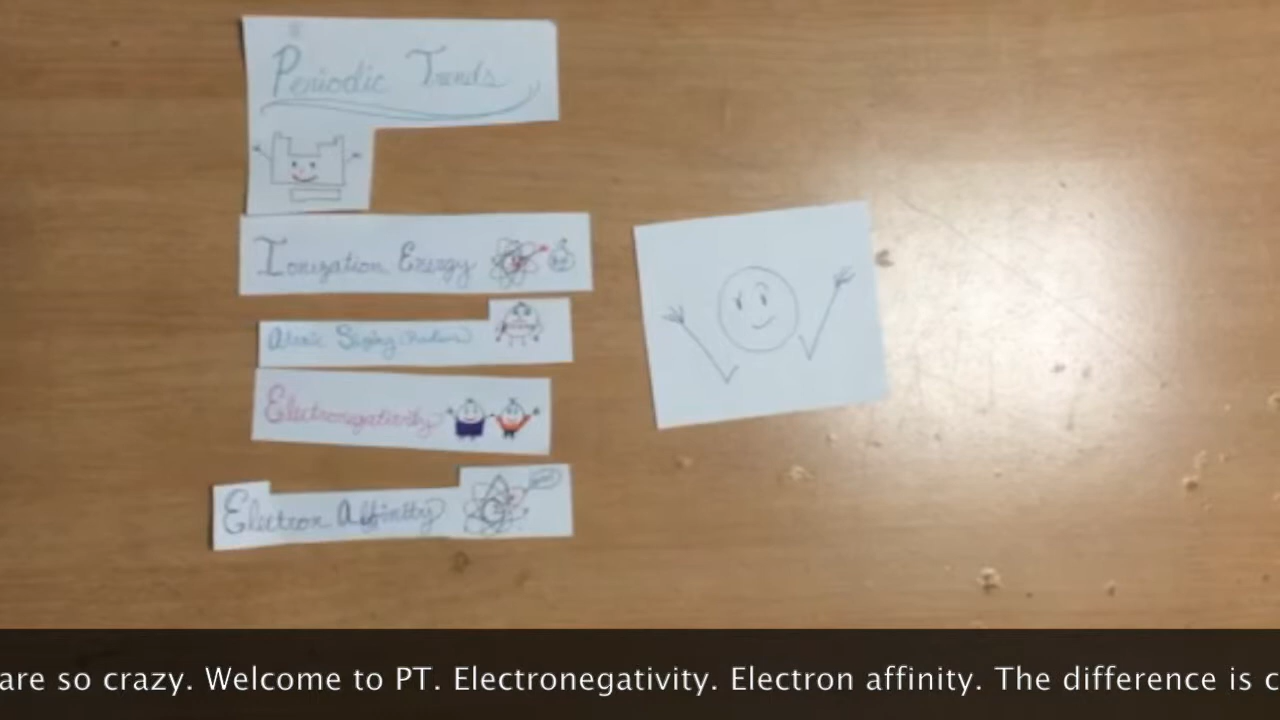 Periodic Trends
Ionization Energy
Atomic Sizing
Electronegativity
Electron Affinity
are so crazy. Welcome to PT. Electronegativity. Electron affinity. The difference is c